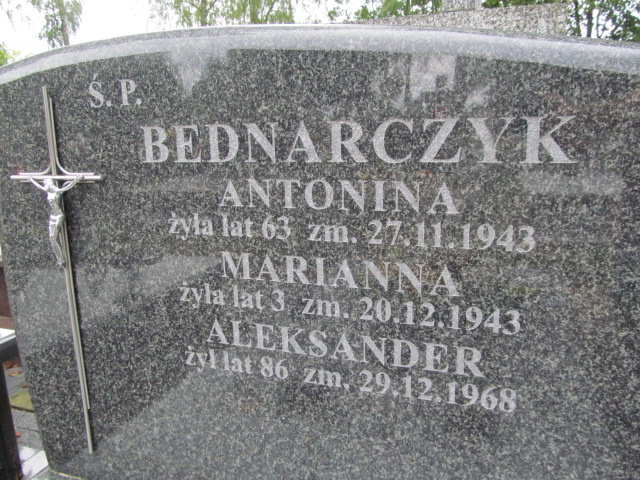 Ś. P.
BEDNARCZYK
ANTONINA
żyła lat 63 zm. 27.11.1943
MARIANNA
żyła lat 3 zm. 20.12.1943
ALEKSANDER
żył lat 86 zm. 29.12.1968